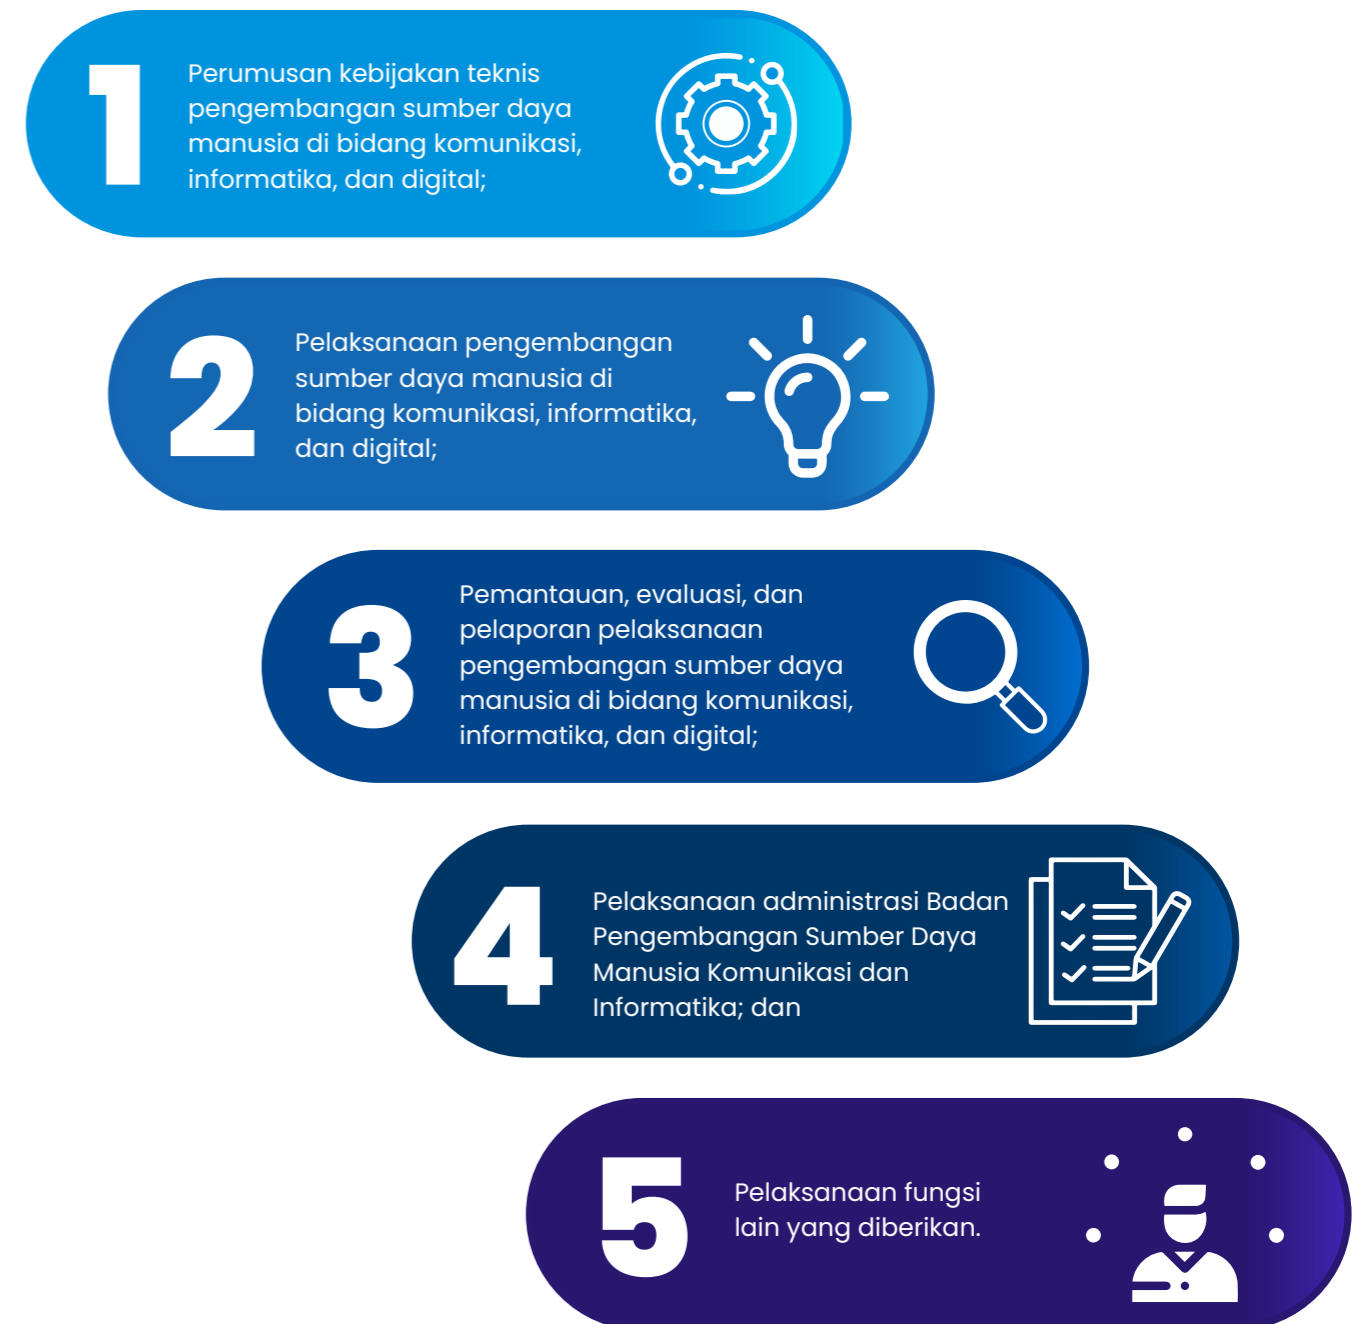 1
Perumusan kebijakan teknis
pengembangan sumber daya
manusia di bidang komunikasi,
informatika, dan digital;
2
Pelaksanaan pengembangan
sumber daya manusia di
bidang komunikasi, informatika,
dan digital;
3
Pemantauan, evaluasi, dan
pelaporan pelaksanaan
pengembangan sumber daya
manusia di bidang komunikasi,
informatika, dan digital;
4
Pelaksanaan administrasi Badan
Pengembangan Sumber Daya
Manusia Komunikasi dan
Informatika; dan
5
Pelaksanaan fungsi
lain yang diberikan.